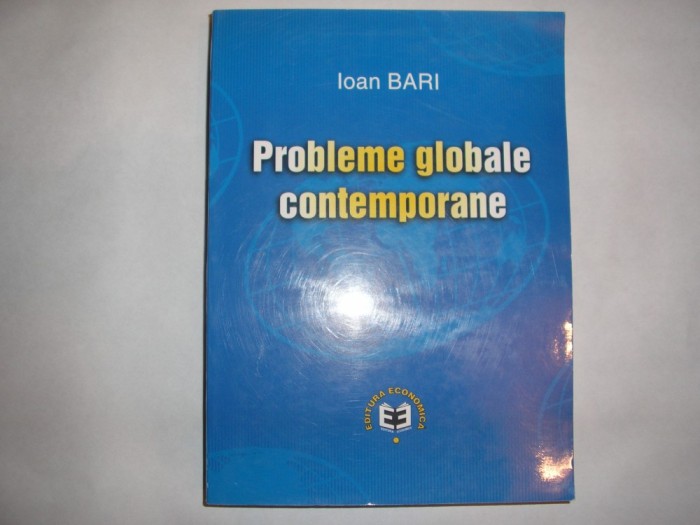 Ioan BARI
Probleme globale
contemporane
EDITURA ECONOMICĂ